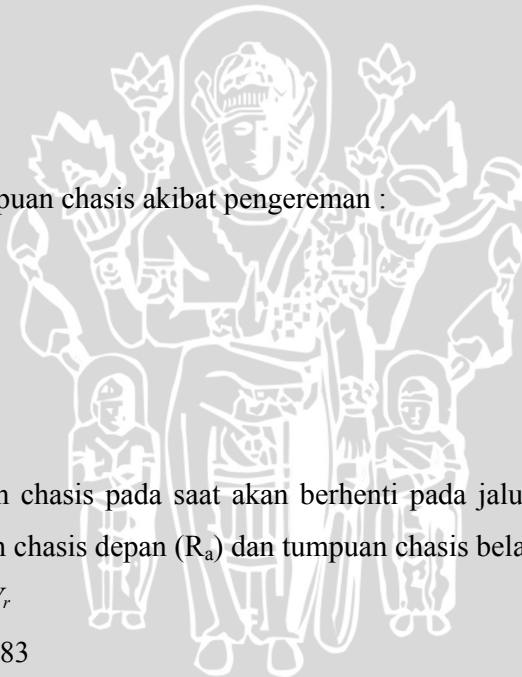 puan chasis akibat pengereman :
n chasis pada saat akan berhenti pada jalu
n chasis depan (Rₐ) dan tumpuan chasis bela
r
83